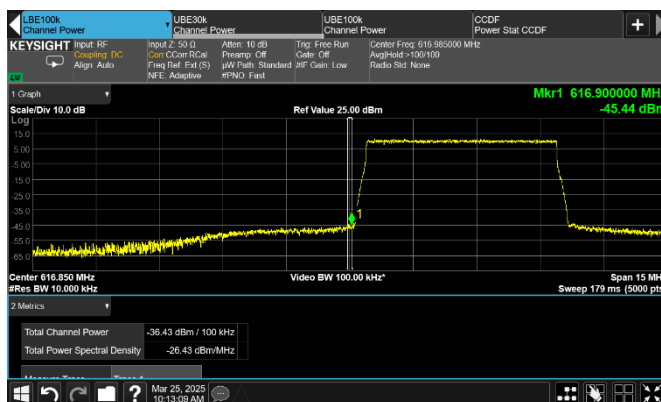 LBE100k
Channel Power
UBE30k
Channel Power
UBE100k
Channel Power
CCDF
Power Stat CCDF
KEYSIGHT
Input: RF
Coupling: DC
Align: Auto
Input Z: 50 Ω
Corr CCorr RCal
Freq Ref: Ext (S)
NFE: Adaptive
Atten: 10 dB
Preamp: Off
µW Path: Standard
#PNO: Fast
Trig: Free Run
Gate: Off
#IF Gain: Low
Center Freq: 616.985000 MHz
Avg|Hold:>100/100
Radio Std: None
1 Graph
Scale/Div 10.0 dB
Ref Value 25.00 dBm
Mkr1 616.900000 MH
-45.44 dBr
Log
15.0
5.00
-5.00
-15.0
-25.0
-35.0
-45.0
-55.0
-65.0
1
Center 616.850 MHz
Video BW 100.00 kHz*
Span 15 MH
#Res BW 10.000 kHz
Sweep 179 ms (5000 pts
2 Metrics
Total Channel Power
-36.43 dBm / 100 kHz
Total Power Spectral Density
-26.43 dBm/MHz
?
Mar 25, 2025
10:13:09 AM